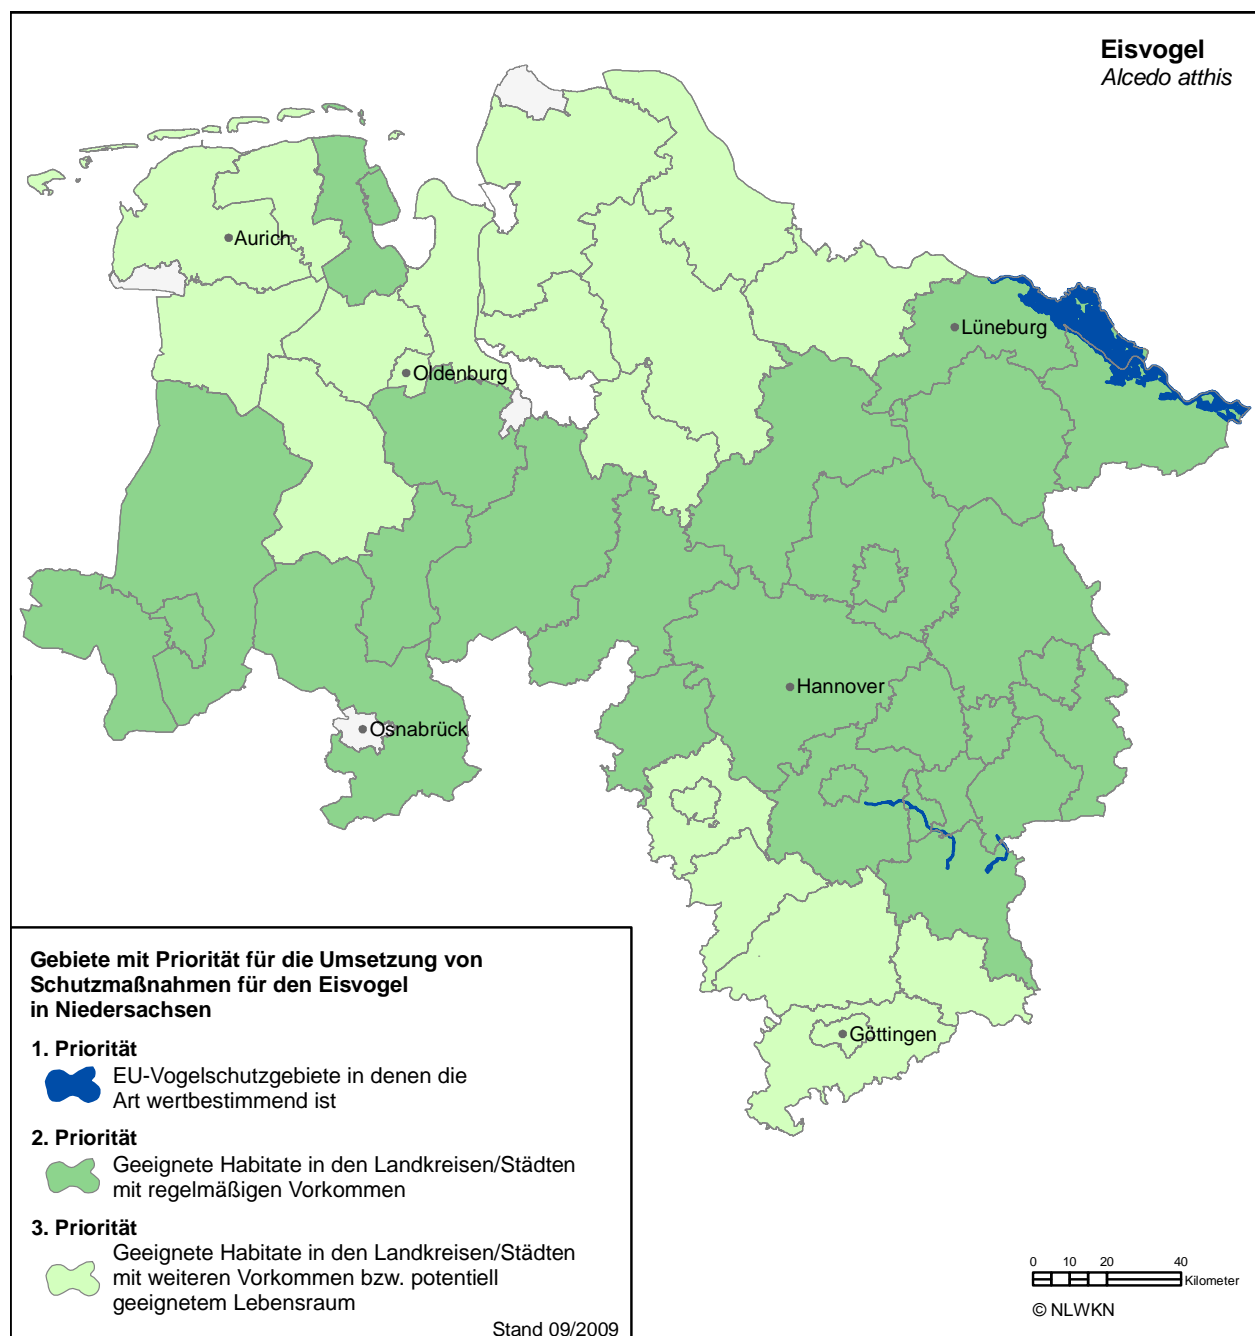 Eisvogel
Alcedo atthis
Aurich
Lüneburg
Oldenburg
Hannover
Osnabrück
Göttingen
Gebiete mit Priorität für die Umsetzung von
Schutzmaßnahmen für den Eisvogel
in Niedersachsen
1. Priorität
EU-Vogelschutzgebiete in denen die
Art wertbestimmend ist
2. Priorität
Geeignete Habitate in den Landkreisen/Städten
mit regelmäßigen Vorkommen
3. Priorität
Geeignete Habitate in den Landkreisen/Städten
mit weiteren Vorkommen bzw. potentiell
geeignetem Lebensraum
Stand 09/2009
0 10 20 40
Kilometer
© NLWKN